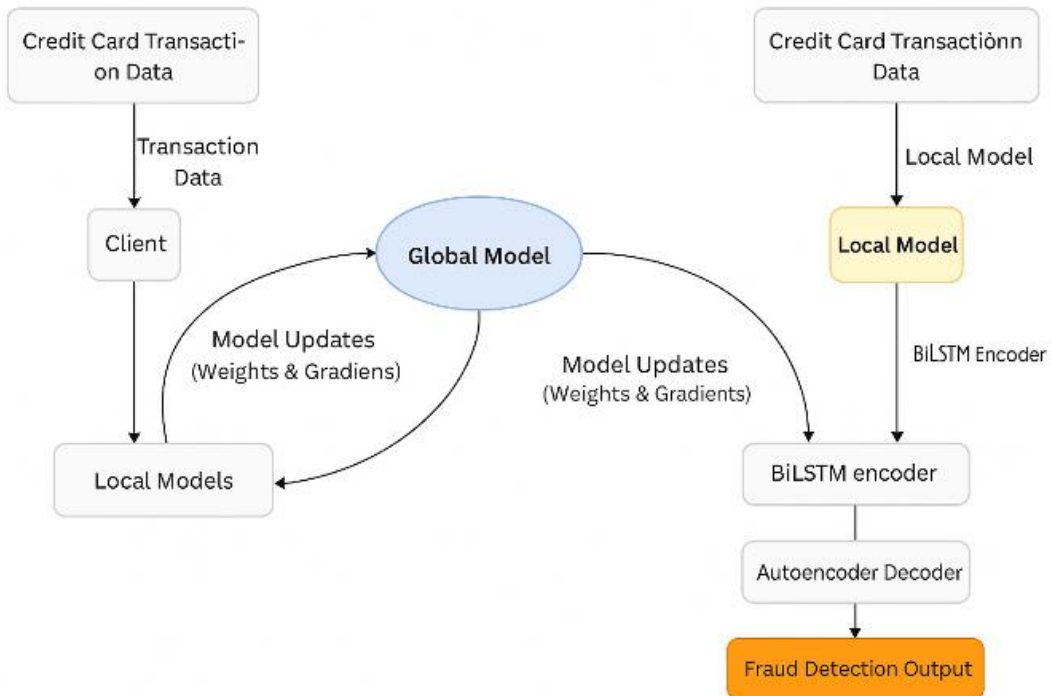 Credit Card Transacti-
on Data
Transaction
Data
Client
Local Models
Model Updates
(Weights & Gradiens)
Global Model
Model Updates
(Weights & Gradients)
Credit Card Transactiònn
Data
Local Model
Local Model
BiLSTM Encoder
BiLSTM encoder
Autoencoder Decoder
Fraud Detection Output